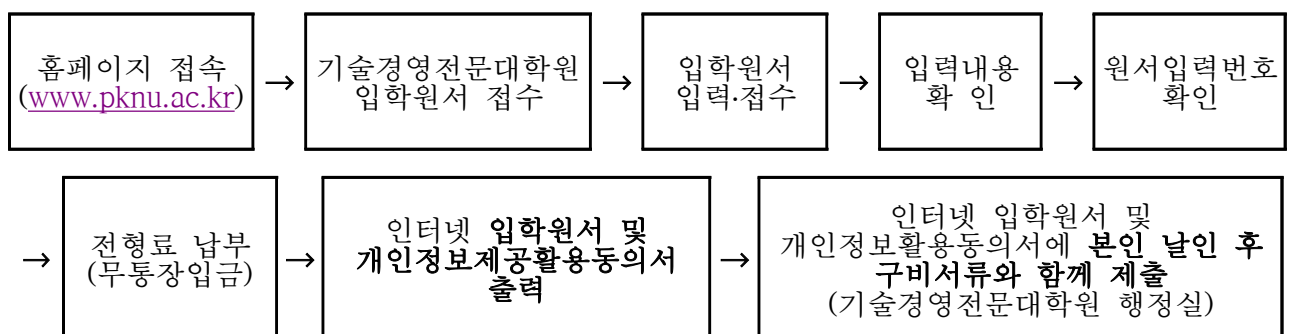 홈페이지 접속
(www.pknu.ac.kr)
→
기술경영전문대학원
입학원서 접수
→
입학원서
입력·접수
→
입력내용
확 인
→
원서입력번호
확인
→
전형료 납부
(무통장입금)
→
인터넷 입학원서 및
개인정보제공활용동의서
출력
→
인터넷 입학원서 및
개인정보활용동의서에 본인 날인 후
구비서류와 함께 제출
(기술경영전문대학원 행정실)